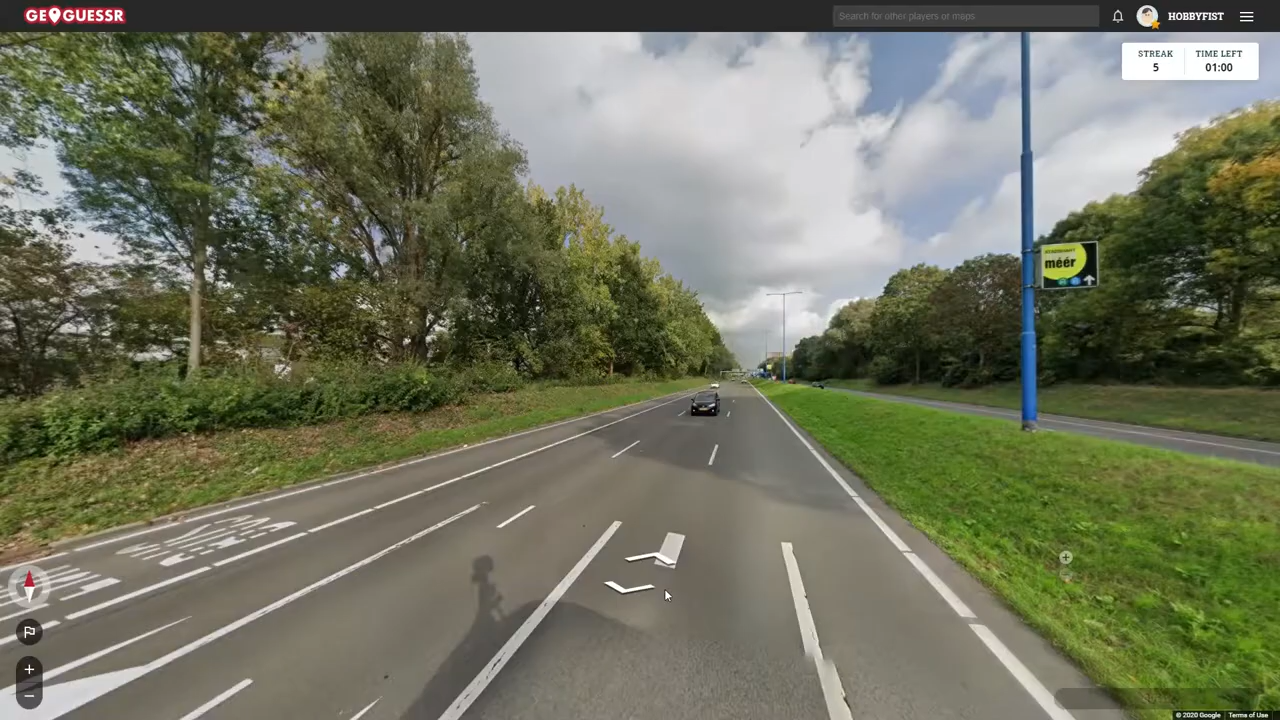 GEOGUESSR
Search for other players or maps
HOBBYFIST
STREAK
TIME LEFT
5
01:00
méér
© 2020 Google
Terms of Use